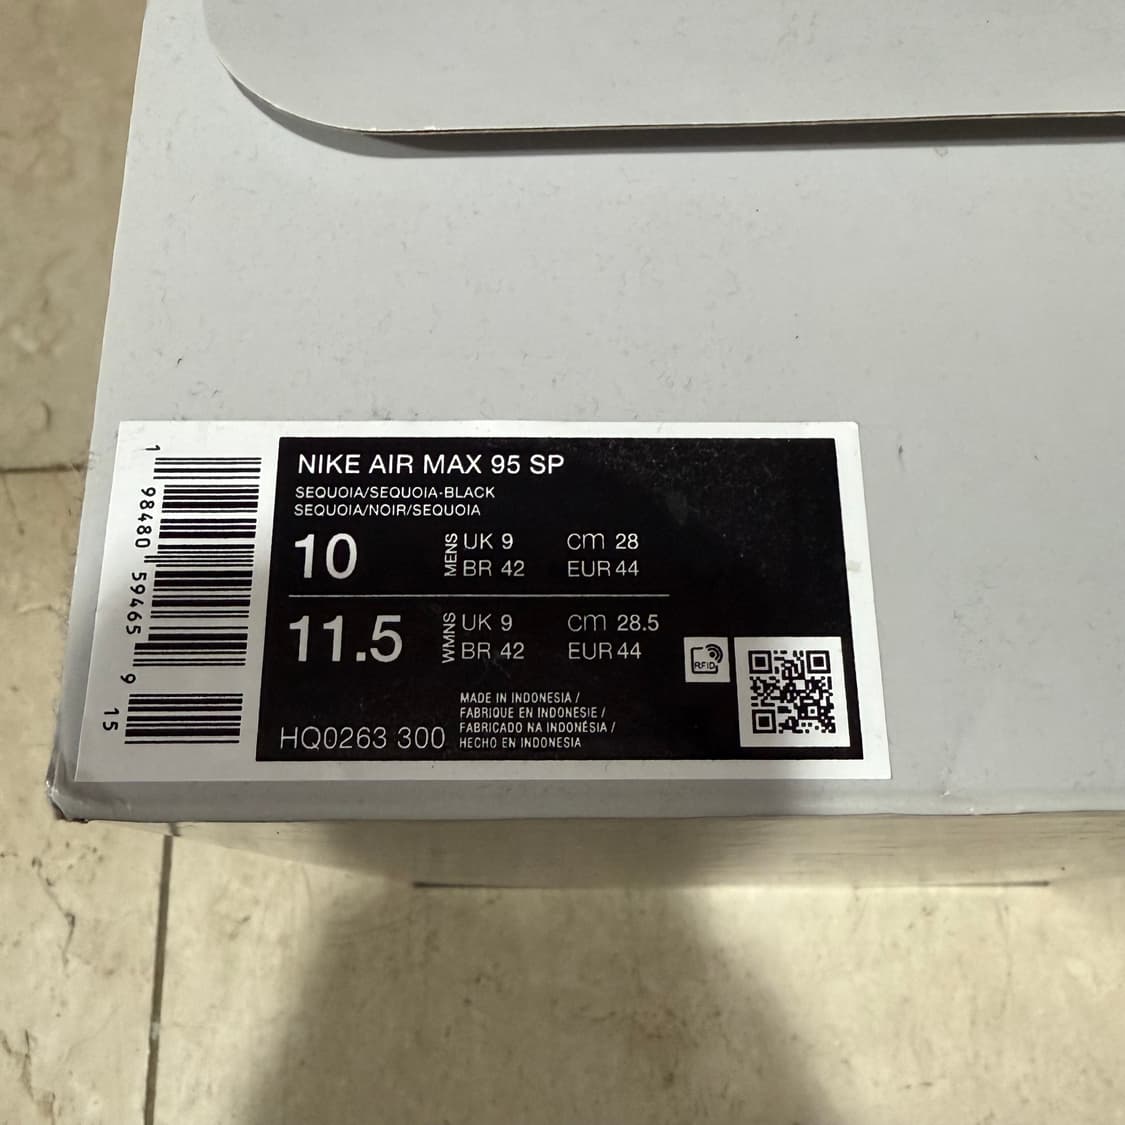 NIKE AIR MAX 95 SP
SEQUOIA/SEQUOIA-BLACK
SEQUOIA/NOIR/SEQUOIA
10 MENS UK 9 cm 28
BR 42 EUR 44
11.5 WMNS UK 9 cm 28.5
BR 42 EUR 44
RFID
MADE IN INDONESIA /
FABRIQUE EN INDONESIE /
FABRICADO NA INDONÉSIA /
HECHO EN INDONESIA
HQ0263 300
1 98480 59465 9 15